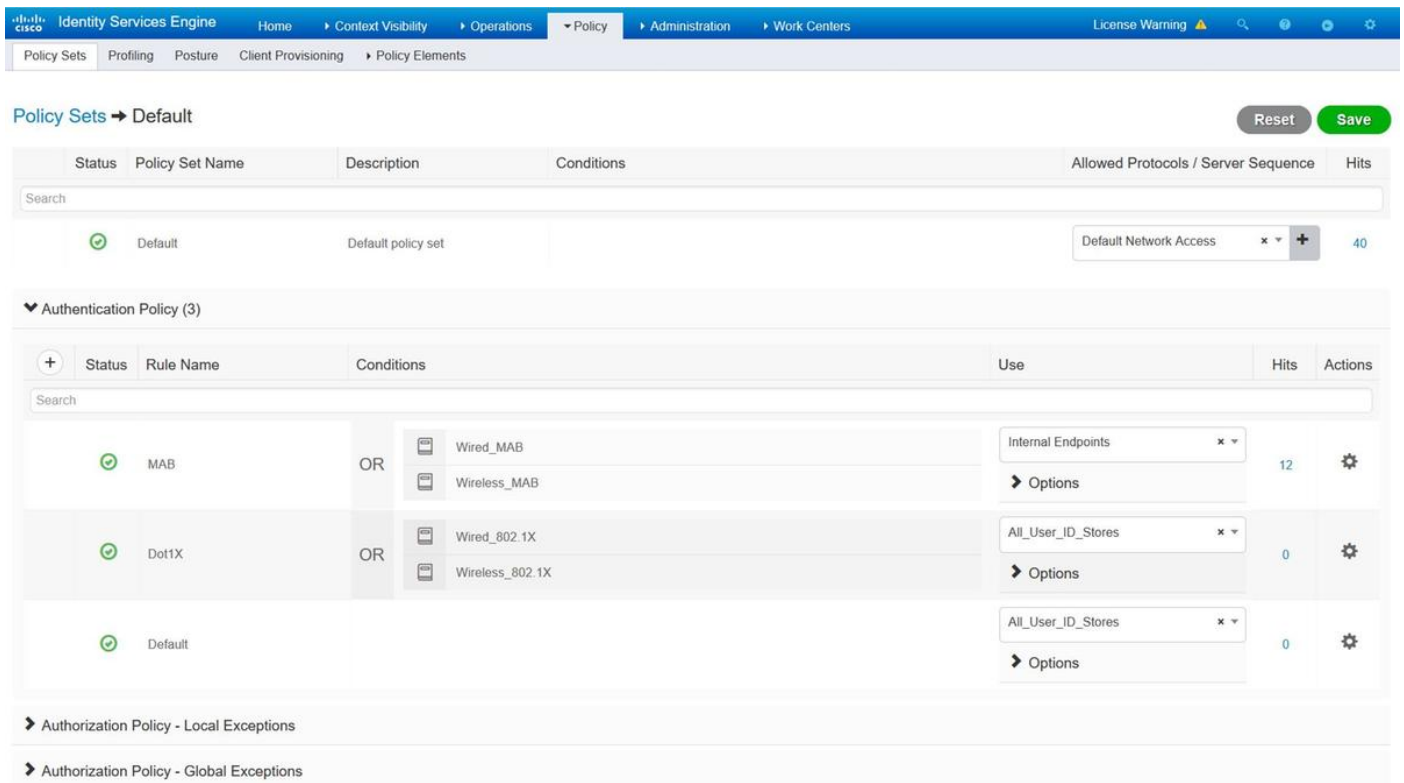 cisco Identity Services Engine Home Context Visibility Operations Policy Administration Work Centers License Warning
Policy Sets Profiling Posture Client Provisioning Policy Elements
Policy Sets → Default Reset Save
Status Policy Set Name Description Conditions Allowed Protocols / Server Sequence Hits
Search
Default Default policy set Default Network Access × + 40
Authentication Policy (3)
+ Status Rule Name Conditions Use Hits Actions
Search
MAB OR Wired_MAB Internal Endpoints × 12
Wireless_MAB Options
Dot1X OR Wired_802.1X All_User_ID_Stores × 0
Wireless_802.1X Options
Default All_User_ID_Stores × 0
Options
Authorization Policy - Local Exceptions
Authorization Policy - Global Exceptions